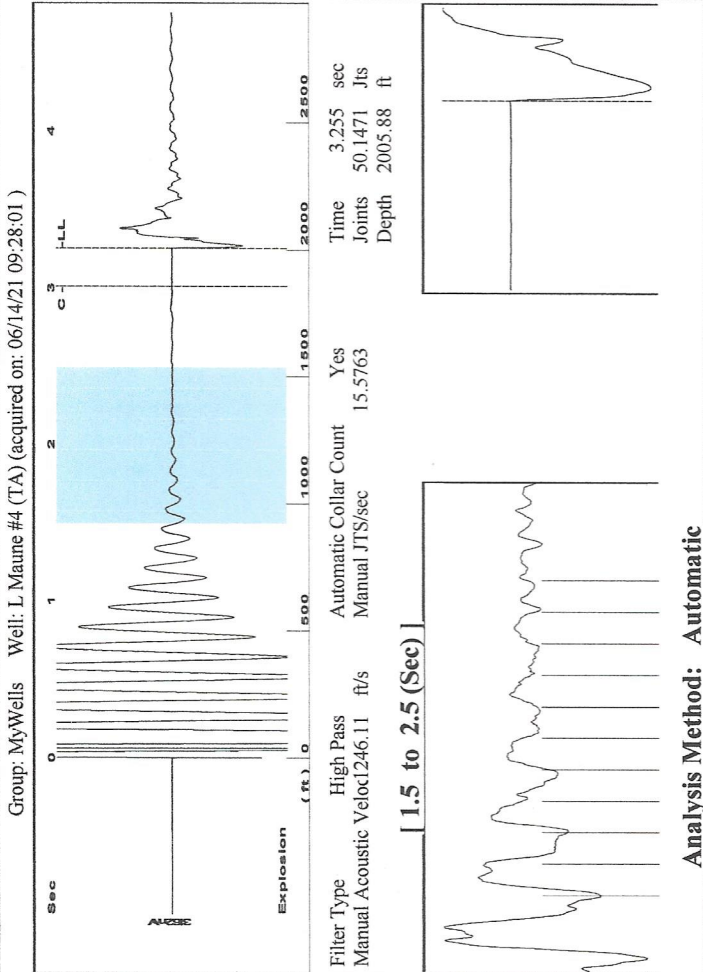 Group: MyWells Well: L Maune #4 (TA) (acquired on: 06/14/21 09:28:01 )
Sec 0 1 2 3 4
C LL
Explosion
(ft) 0 500 1000 1500 2000 2500
Filter Type High Pass Automatic Collar Count Yes Time 3.255 sec
Manual Acoustic Veloc1246.11 ft/s Manual JTS/sec 15.5763 Joints 50.1471 Jts
Depth 2005.88 ft
[ 1.5 to 2.5 (Sec) ]
Analysis Method: Automatic